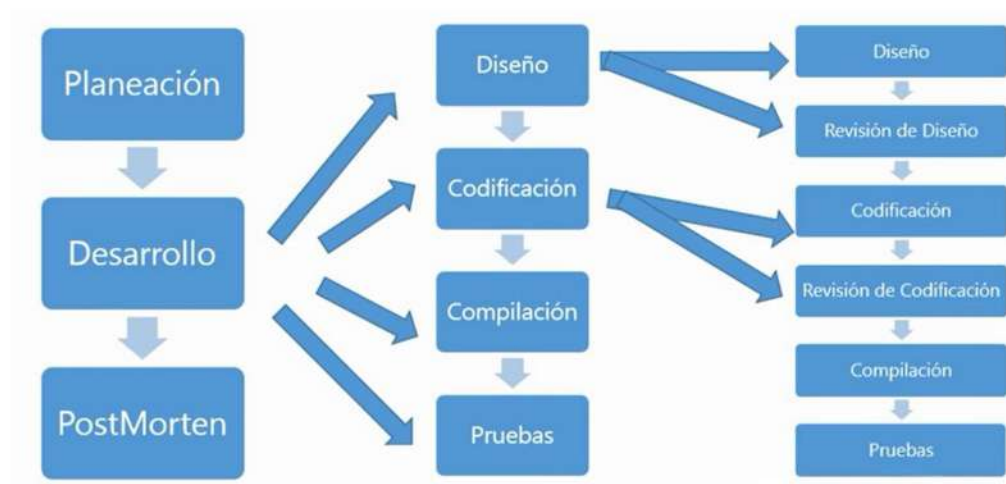 Planeación
Desarrollo
PostMorten
Diseño
Codificación
Compilación
Pruebas
Diseño
Revisión de Diseño
Codificación
Revisión de Codificación
Compilación
Pruebas